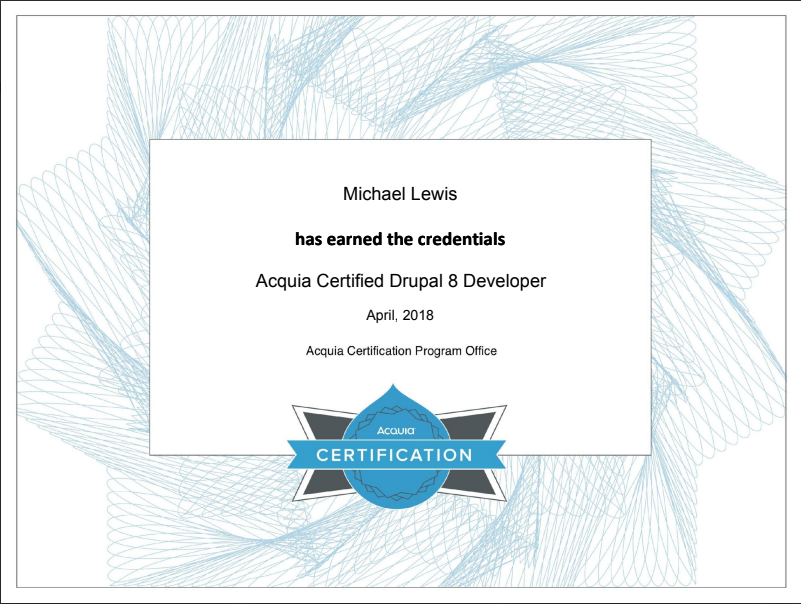 Michael Lewis
has earned the credentials
Acquia Certified Drupal 8 Developer
April, 2018
Acquia Certification Program Office
Acquia
CERTIFICATION